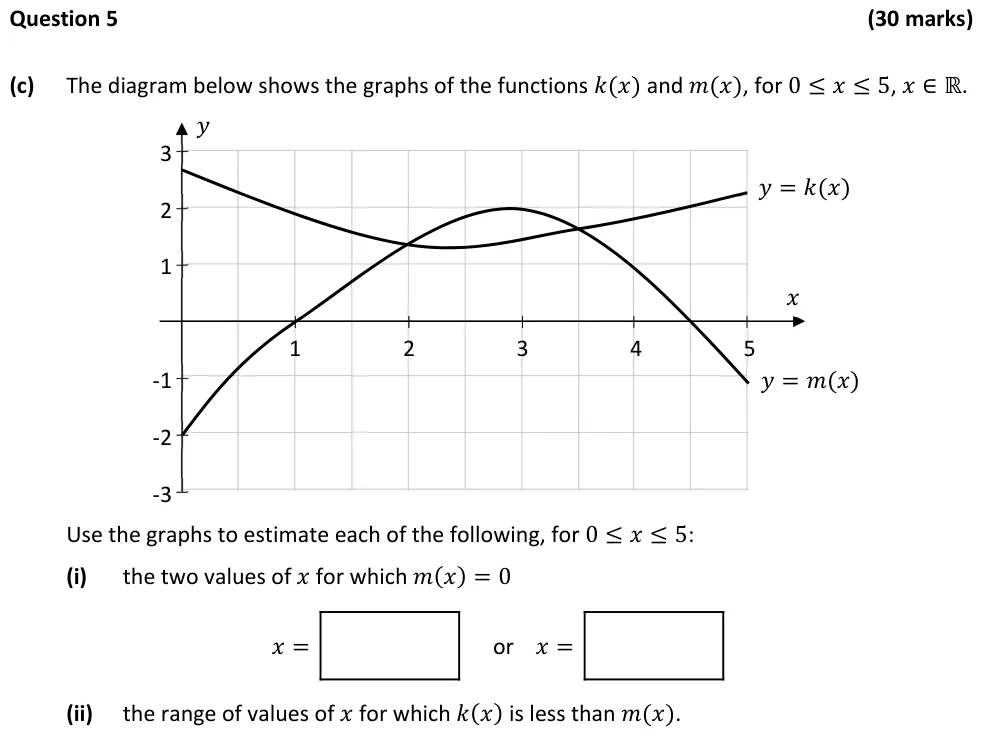 Question 5 (30 marks)
(c) The diagram below shows the graphs of the functions k(x) and m(x), for 0 ≤ x ≤ 5, x ∈ ℝ.
y
3
y = k(x)
2
1
x
1 2 3 4 5
-1
y = m(x)
-2
-3
Use the graphs to estimate each of the following, for 0 ≤ x ≤ 5:
(i) the two values of x for which m(x) = 0
x = or x =
(ii) the range of values of x for which k(x) is less than m(x).